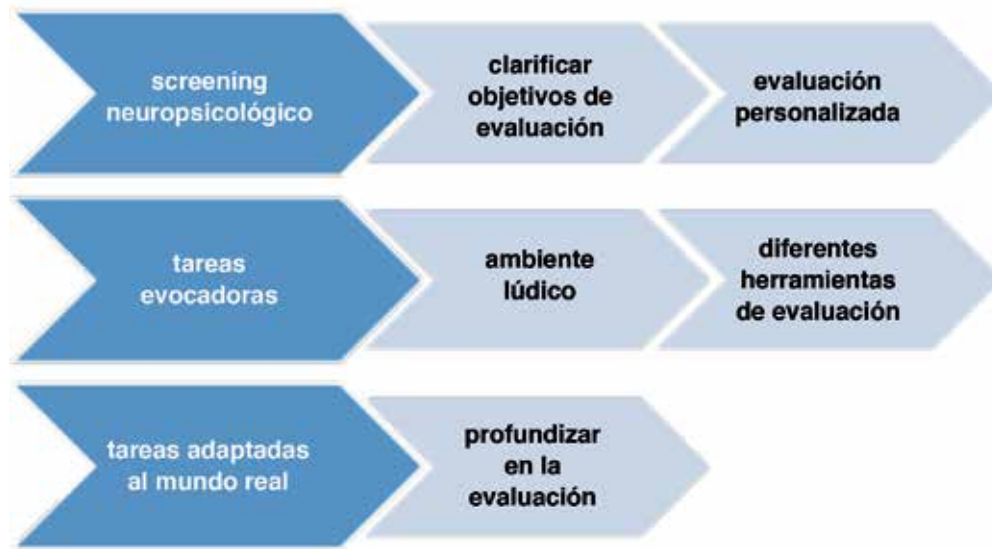 screening
neuropsicológico
clarificar
objetivos de
evaluación
evaluación
personalizada
tareas
evocadoras
ambiente
lúdico
diferentes
herramientas
de evaluación
tareas adaptadas
al mundo real
profundizar
en la
evaluación